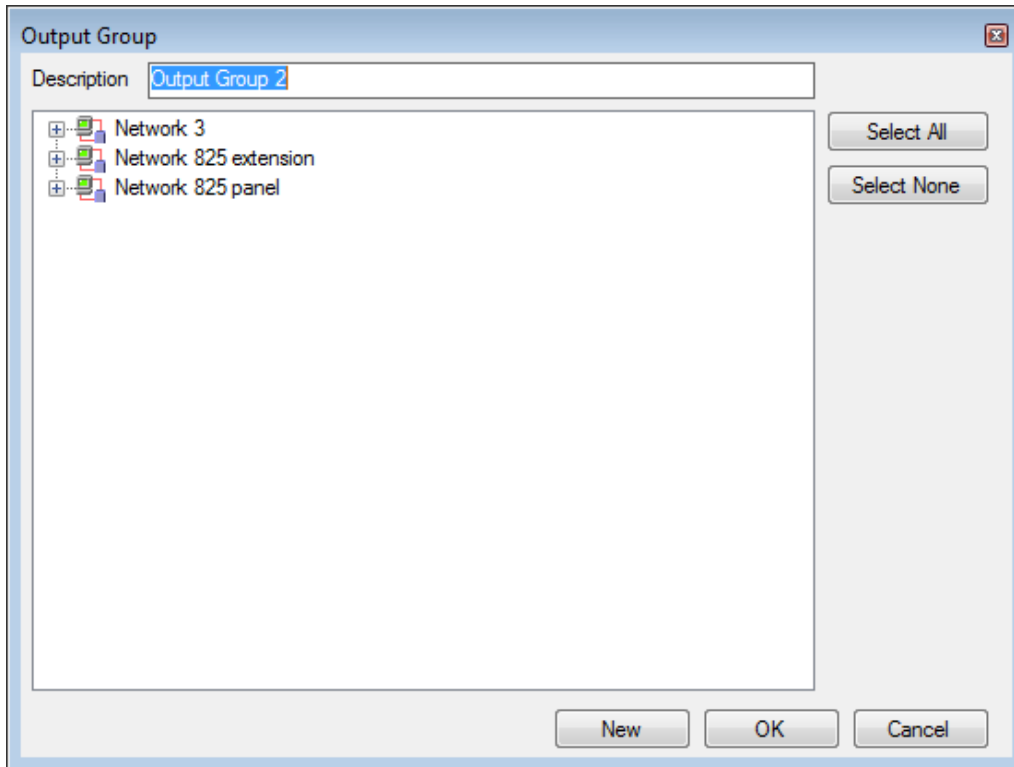 Output Group
Description Output Group 2
Network 3
Network 825 extension
Network 825 panel
Select All
Select None
New OK Cancel